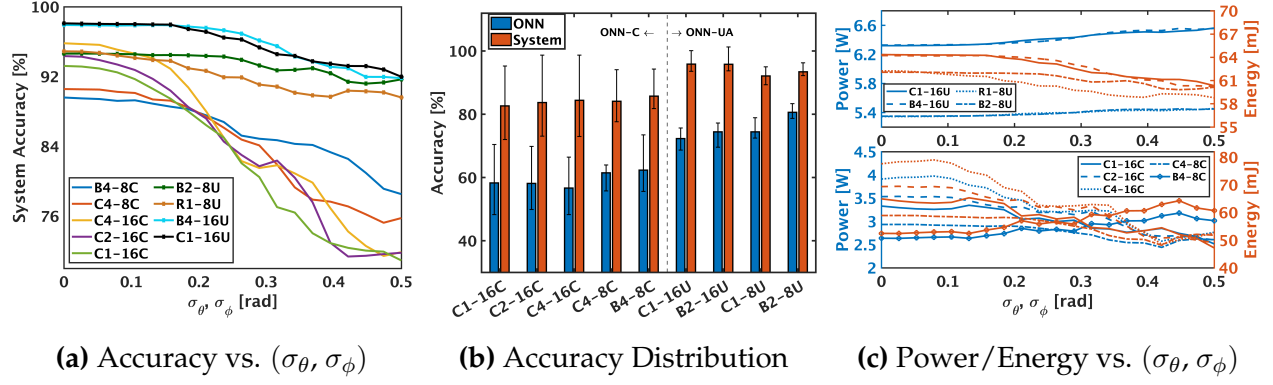 100
92
84
76
System Accuracy [%]
B4-8C
C4-8C
C4-16C
C2-16C
C1-16C
B2-8U
R1-8U
B4-16U
C1-16U
0
0.1
0.2
0.3
0.4
0.5
σθ, σϕ [rad]
(a) Accuracy vs. (σθ, σϕ)
ONN
System
ONN-C ←
→ ONN-UA
100
80
60
40
Accuracy [%]
C1-16C
C2-16C
C4-16C
C4-8C
B4-8C
C1-16U
B2-16U
C1-8U
B2-8U
(b) Accuracy Distribution
6.6
6
5.4
Power [W]
C1-16U
B4-16U
R1-8U
B2-8U
70
67
64
61
58
55
Energy [mJ]
0
0.1
0.2
0.3
0.4
0.5
4.5
4
3.5
3
2.5
2
Power [W]
C1-16C
C2-16C
C4-16C
C4-8C
B4-8C
80
70
60
50
40
Energy [mJ]
0
0.1
0.2
0.3
0.4
0.5
σθ, σϕ [rad]
(c) Power/Energy vs. (σθ, σϕ)